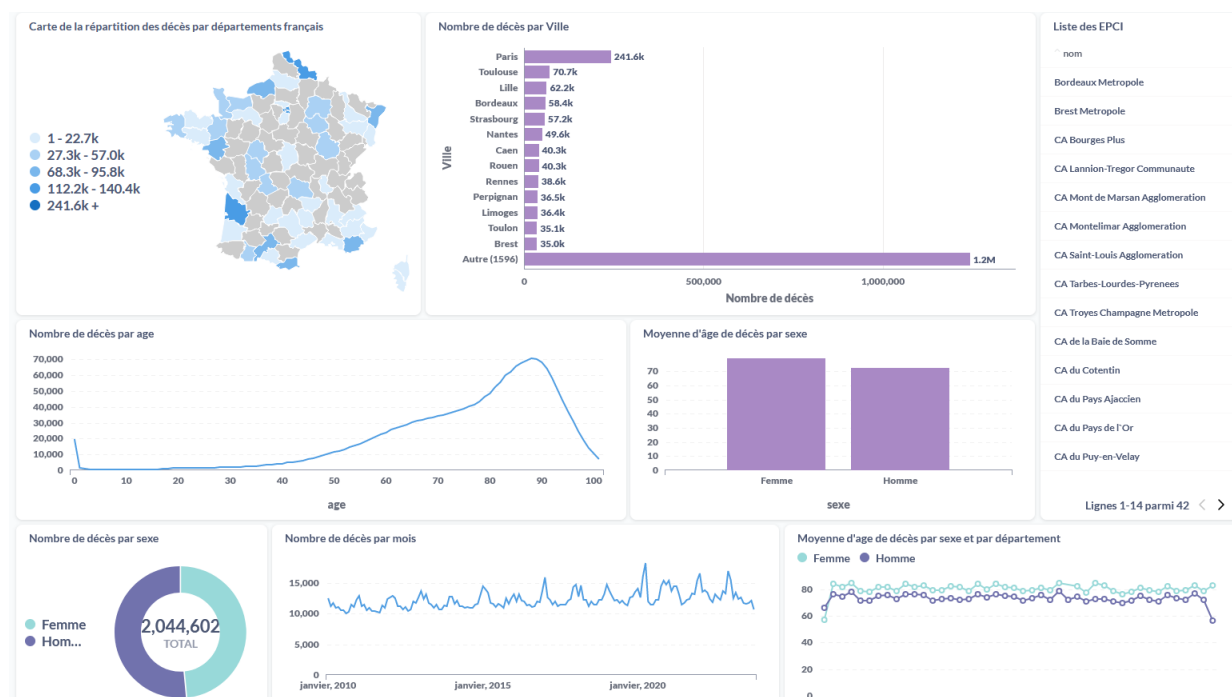 Carte de la répartition des décès par départements français
1 - 22.7k
27.3k - 57.0k
68.3k - 95.8k
112.2k - 140.4k
241.6k +
Nombre de décès par Ville
Ville
Paris 241.6k
Toulouse 70.7k
Lille 62.2k
Bordeaux 58.4k
Strasbourg 57.2k
Nantes 49.6k
Caen 40.3k
Rouen 40.3k
Rennes 38.6k
Perpignan 36.5k
Limoges 36.4k
Toulon 35.1k
Brest 35.0k
Autre (1596) 1.2M
0 500,000 1,000,000
Nombre de décès
Liste des EPCI
nom
Bordeaux Metropole
Brest Metropole
CA Bourges Plus
CA Lannion-Tregor Communaute
CA Mont de Marsan Agglomeration
CA Montelimar Agglomeration
CA Saint-Louis Agglomeration
CA Tarbes-Lourdes-Pyrenees
CA Troyes Champagne Metropole
CA de la Baie de Somme
CA du Cotentin
CA du Pays Ajaccien
CA du Pays de l'Or
CA du Puy-en-Velay
Lignes 1-14 parmi 42
Nombre de décès par age
70,000
60,000
50,000
40,000
30,000
20,000
10,000
0
0 10 20 30 40 50 60 70 80 90 100
age
Moyenne d'âge de décès par sexe
70
60
50
40
30
20
10
0
Femme Homme
sexe
Nombre de décès par sexe
Femme
Hom...
2,044,602
TOTAL
Nombre de décès par mois
15,000
10,000
5,000
0
janvier, 2010 janvier, 2015 janvier, 2020
Moyenne d'age de décès par sexe et par département
Femme Homme
80
60
40
20
0